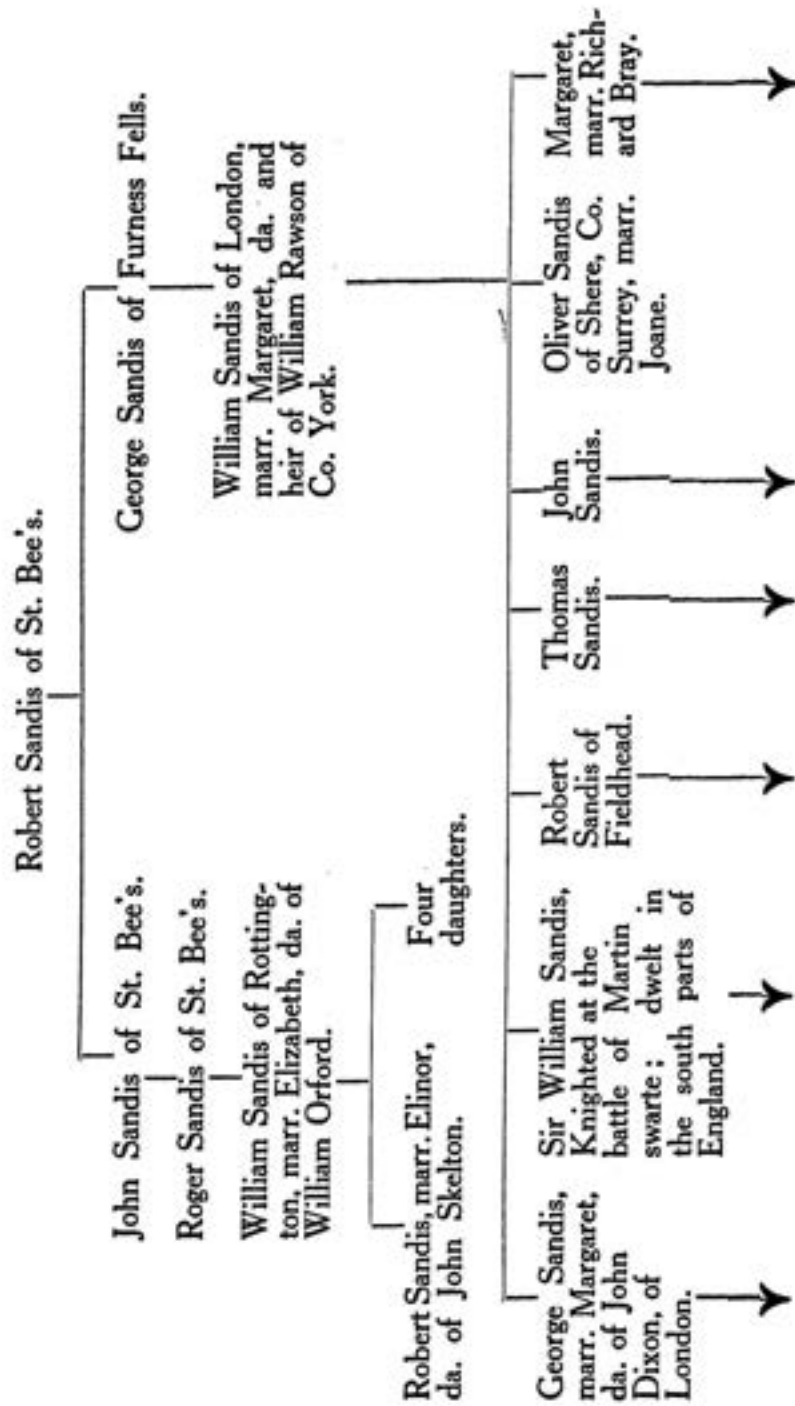 Robert Sandis of St. Bee's.
John Sandis of St. Bee's.
George Sandis of Furness Fells.
Roger Sandis of St. Bee's.
William Sandis of London,
marr. Margaret, da. and
heir of William Rawson of
Co. York.
William Sandis of Rotting-
ton, marr. Elizabeth, da. of
William Orford.
Robert Sandis, marr. Elinor,
da. of John Skelton.
Four
daughters.
George Sandis,
marr. Margaret,
da. of John
Dixon, of
London.
Sir William Sandis,
Knighted at the
battle of Martin
swarte; dwelt in
the south parts of
England.
Robert
Sandis of
Fieldhead.
Thomas
Sandis.
John
Sandis.
Oliver Sandis
of Shere, Co.
Surrey, marr.
Joane.
Margaret,
marr. Rich-
ard Bray.